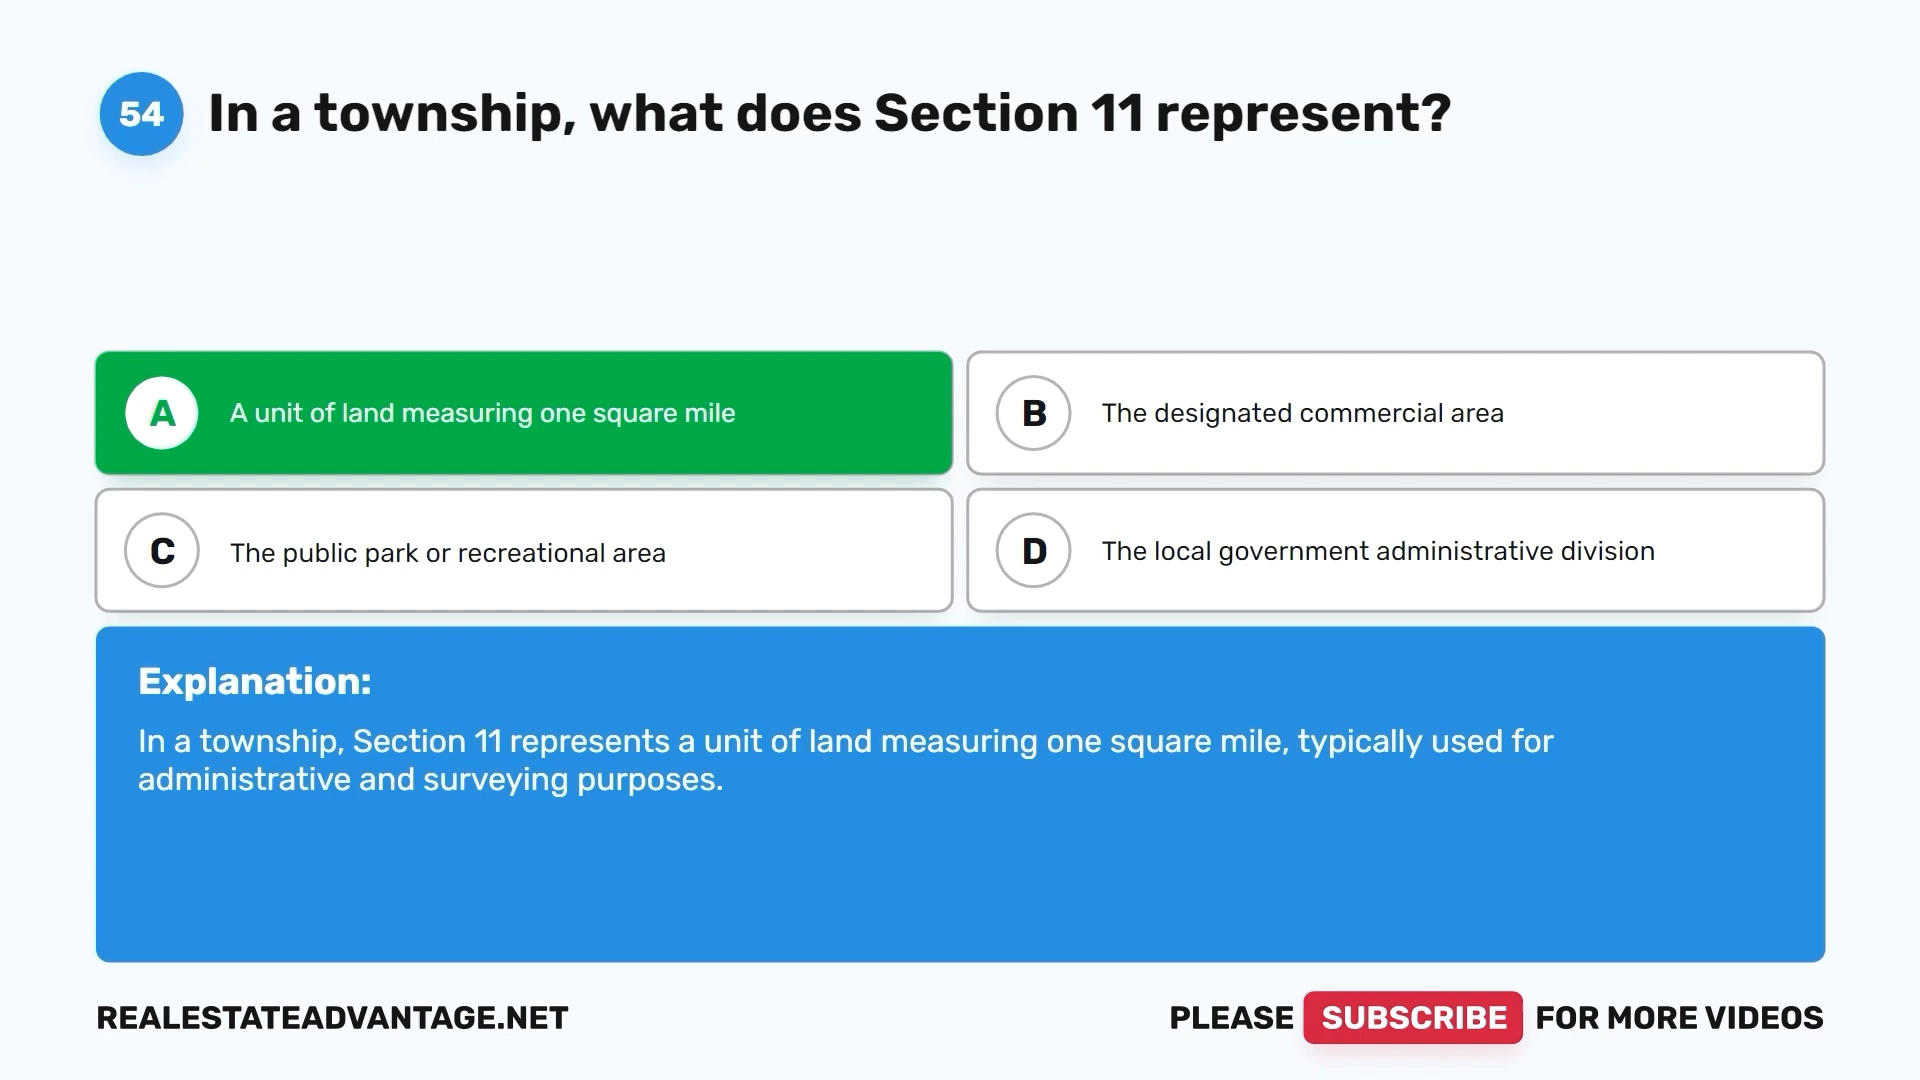 54 In a township, what does Section 11 represent?
A A unit of land measuring one square mile
B The designated commercial area
C The public park or recreational area
D The local government administrative division
Explanation:
In a township, Section 11 represents a unit of land measuring one square mile, typically used for
administrative and surveying purposes.
REALESTATEADVANTAGE.NET
PLEASE SUBSCRIBE FOR MORE VIDEOS